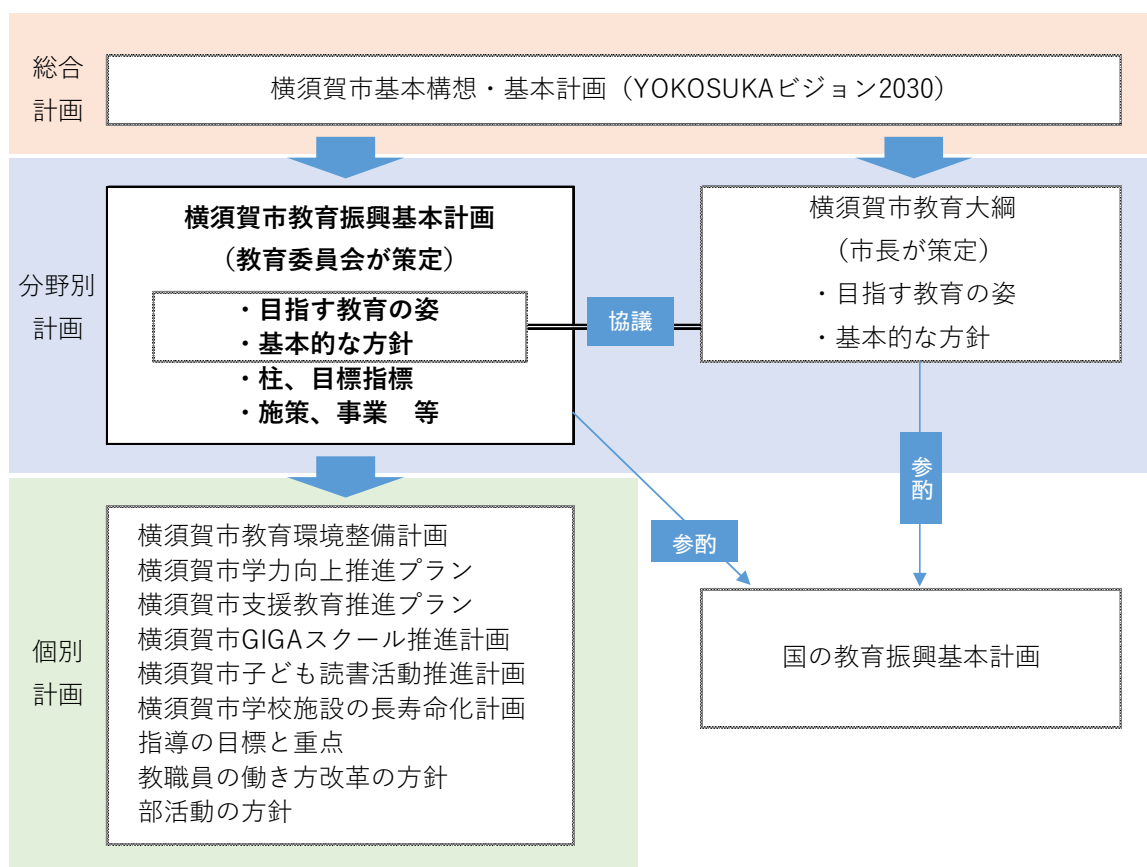 総合
計画
横須賀市基本構想・基本計画（YOKOSUKAビジョン2030）
分野別
計画
横須賀市教育振興基本計画
（教育委員会が策定）
・目指す教育の姿
・基本的な方針
・柱、目標指標
・施策、事業　等
協議
横須賀市教育大綱
（市長が策定）
・目指す教育の姿
・基本的な方針
参酌
参酌
個別
計画
横須賀市教育環境整備計画
横須賀市学力向上推進プラン
横須賀市支援教育推進プラン
横須賀市GIGAスクール推進計画
横須賀市子ども読書活動推進計画
横須賀市学校施設の長寿命化計画
指導の目標と重点
教職員の働き方改革の方針
部活動の方針
国の教育振興基本計画